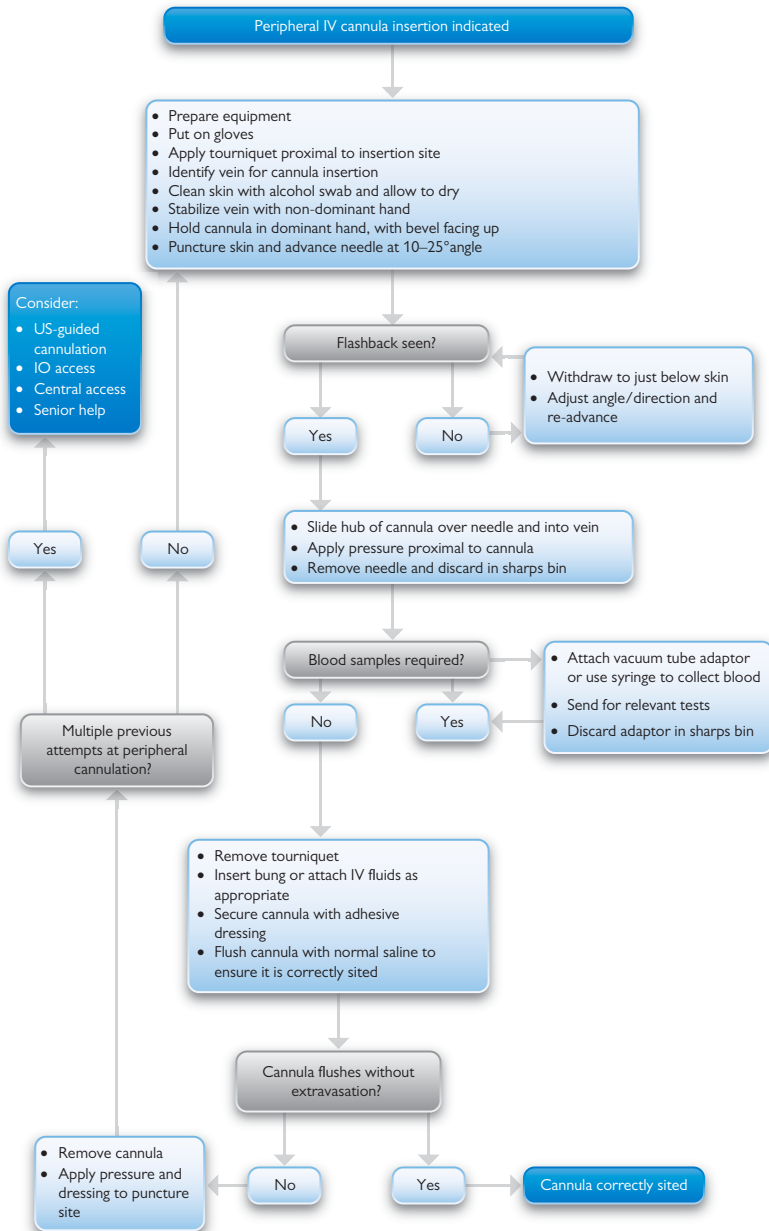 Peripheral IV cannula insertion indicated
• Prepare equipment
• Put on gloves
• Apply tourniquet proximal to insertion site
• Identify vein for cannula insertion
• Clean skin with alcohol swab and allow to dry
• Stabilize vein with non-dominant hand
• Hold cannula in dominant hand, with bevel facing up
• Puncture skin and advance needle at 10–25°angle
Consider:
• US-guided
cannulation
• IO access
• Central access
• Senior help
Flashback seen?
• Withdraw to just below skin
• Adjust angle/direction and
re-advance
Yes
No
• Slide hub of cannula over needle and into vein
• Apply pressure proximal to cannula
• Remove needle and discard in sharps bin
Yes
No
Blood samples required?
• Attach vacuum tube adaptor
or use syringe to collect blood
• Send for relevant tests
• Discard adaptor in sharps bin
No
Yes
Multiple previous
attempts at peripheral
cannulation?
• Remove tourniquet
• Insert bung or attach IV fluids as
appropriate
• Secure cannula with adhesive
dressing
• Flush cannula with normal saline to
ensure it is correctly sited
Cannula flushes without
extravasation?
• Remove cannula
• Apply pressure and
dressing to puncture
site
No
Yes
Cannula correctly sited